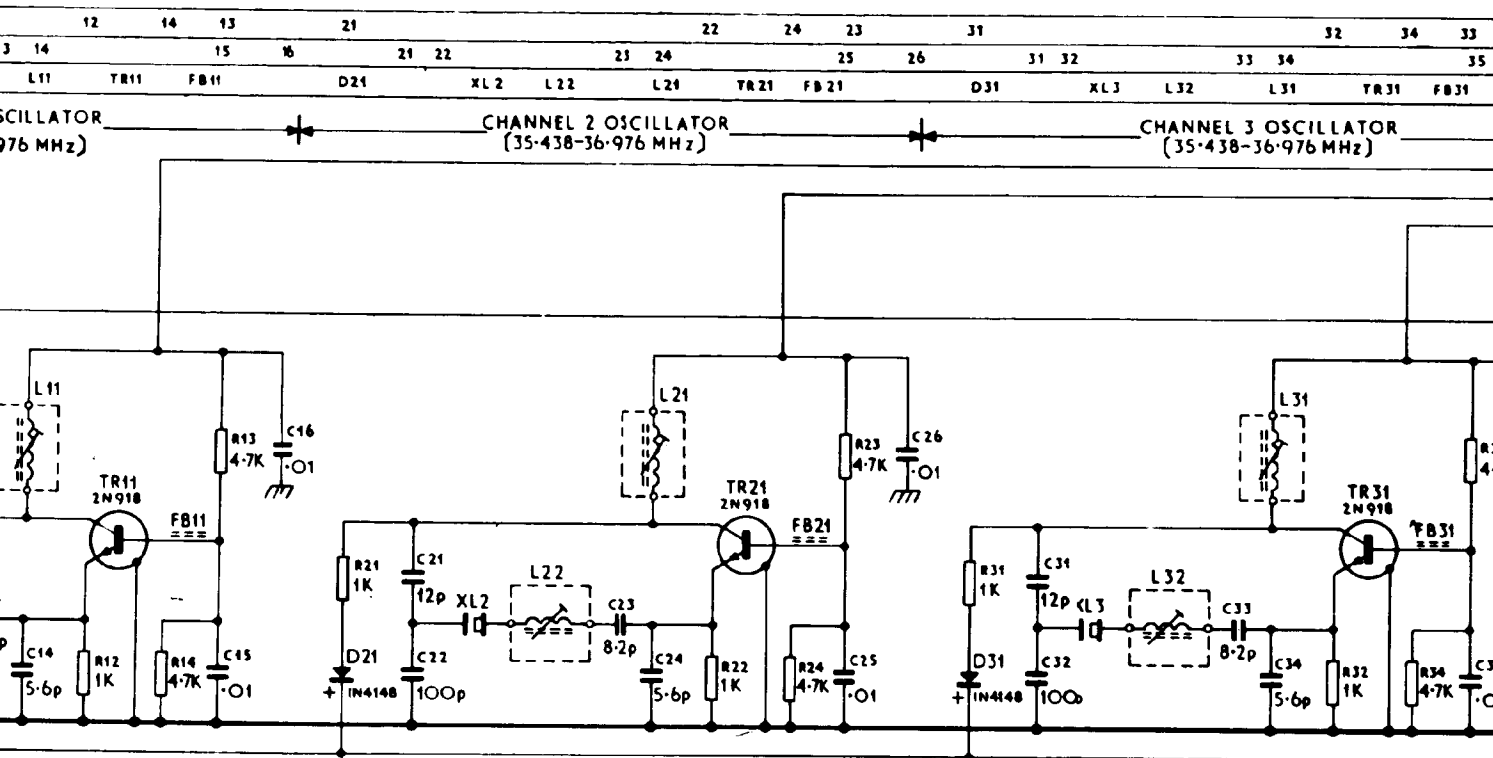 12 14 13 21 22 24 23 31 32 34 33
3 14 15 16 21 22 23 24 25 26 31 32 33 34 35
L11 TR11 FB11 D21 XL2 L22 L21 TR21 FB21 D31 XL3 L32 L31 TR31 FB31
SCILLATOR
976 MHz)
CHANNEL 2 OSCILLATOR
(35·438-36·976 MHz)
CHANNEL 3 OSCILLATOR
(35·438-36·976 MHz)
L11
R13
4·7K
C16
·01
TR11
2N918
FB11
C14
5·6p
R12
1K
R14
4·7K
C15
·01
L21
R23
4·7K
C26
·01
TR21
2N918
FB21
R21
1K
C21
12p
XL2
L22
C23
8·2p
D21
+ IN4148
C22
100p
C24
5·6p
R22
1K
R24
4·7K
C25
·01
L31
TR31
2N918
FB31
R31
1K
C31
12p
XL3
L32
C33
8·2p
D31
+ IN4148
C32
100p
C34
5·6p
R32
1K
R34
4·7K